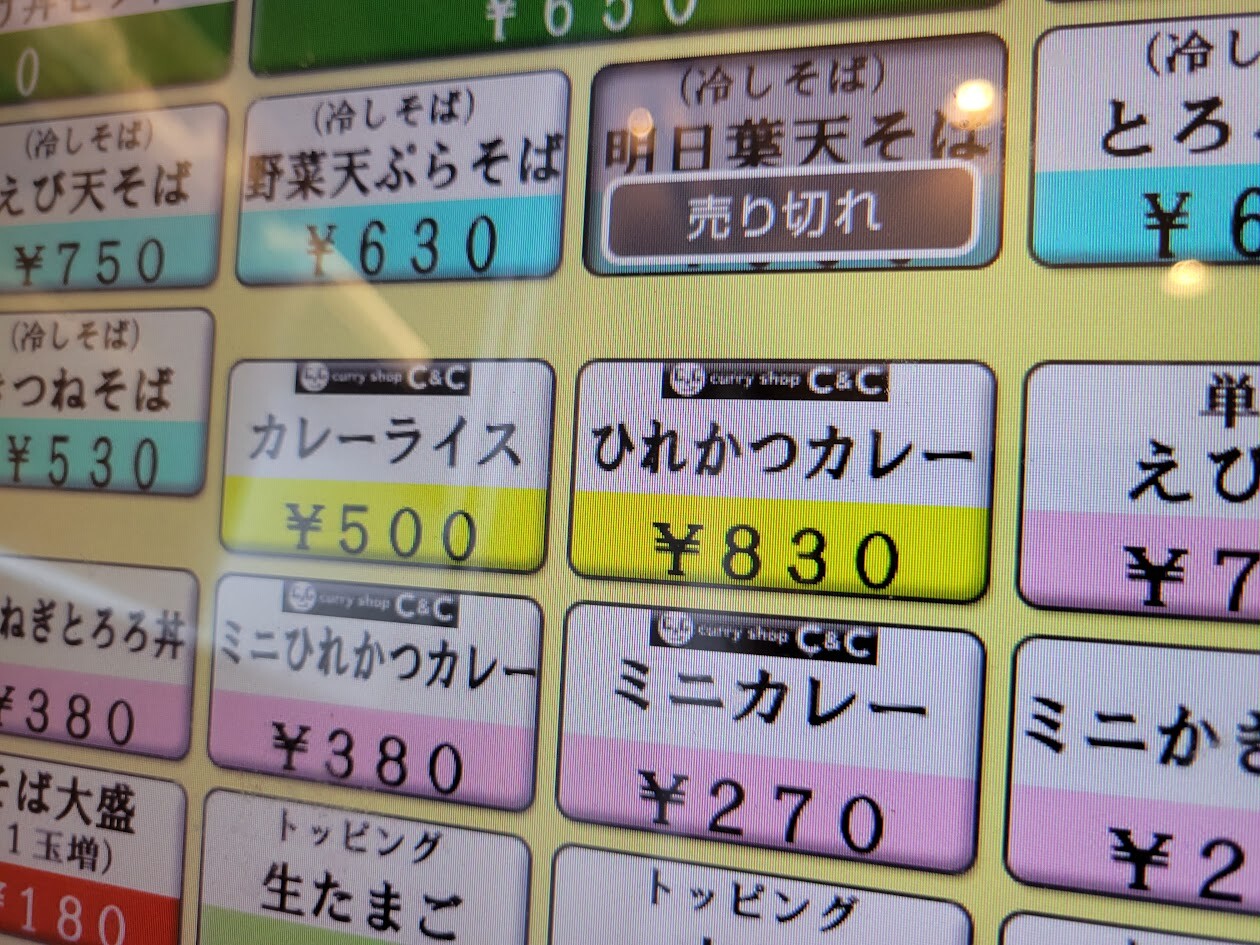 ¥650
0
(冷しそば)
えび天そば
¥750
(冷しそば)
野菜天ぷらそば
¥630
(冷しそば)
明日葉天そば
売り切れ
(冷し
とろ
¥6
(冷しそば)
つねそば
¥530
curry shop C&C
カレーライス
¥500
curry shop C&C
ひれかつカレー
¥830
単
えび
¥7
ねぎとろろ丼
¥380
curry shop C&C
ミニひれかつカレー
¥380
curry shop C&C
ミニカレー
¥270
ミニかき
¥2
そば大盛
1玉増)
¥180
トッピング
生たまご
トッピング